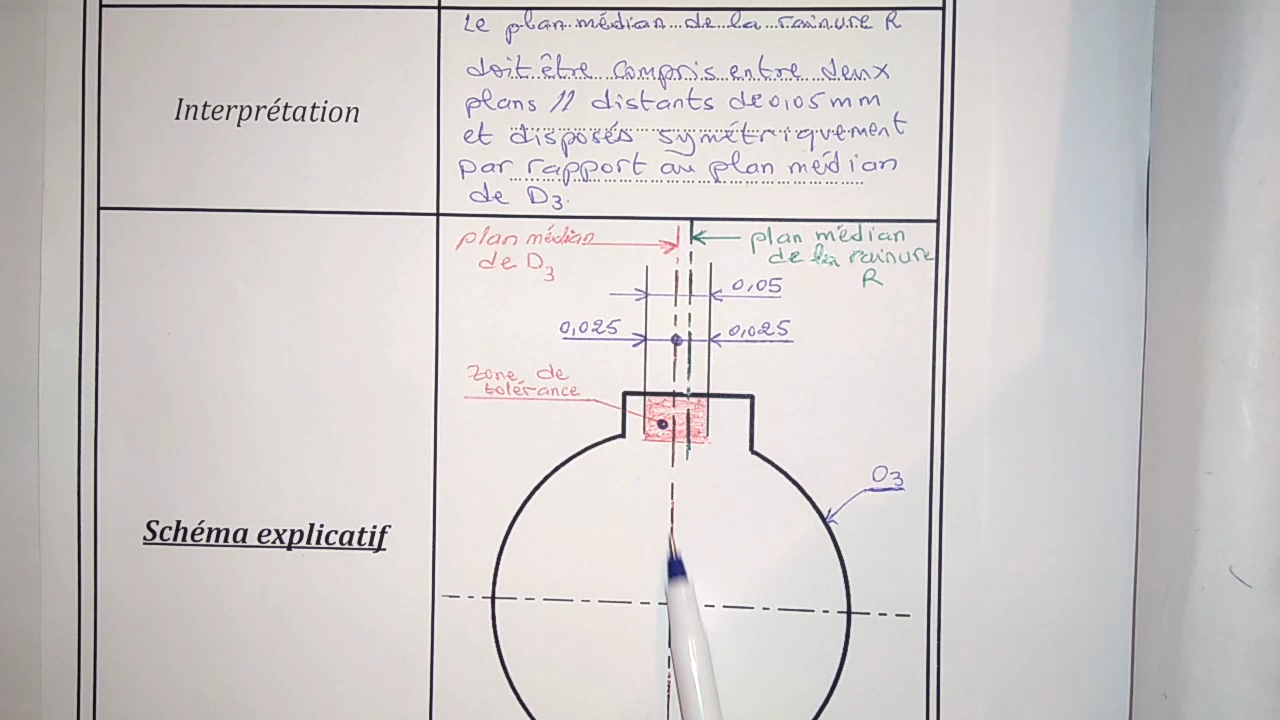 Interprétation
Le plan médian de la rainure R
doit être compris entre deux
plans // distants de 0,05 mm
et disposés symétriquement
par rapport au plan médian
de D3.
Schéma explicatif
plan médian
de D3
plan médian
de la rainure
R
0,05
0,025
0,025
zone de
tolérance
D3